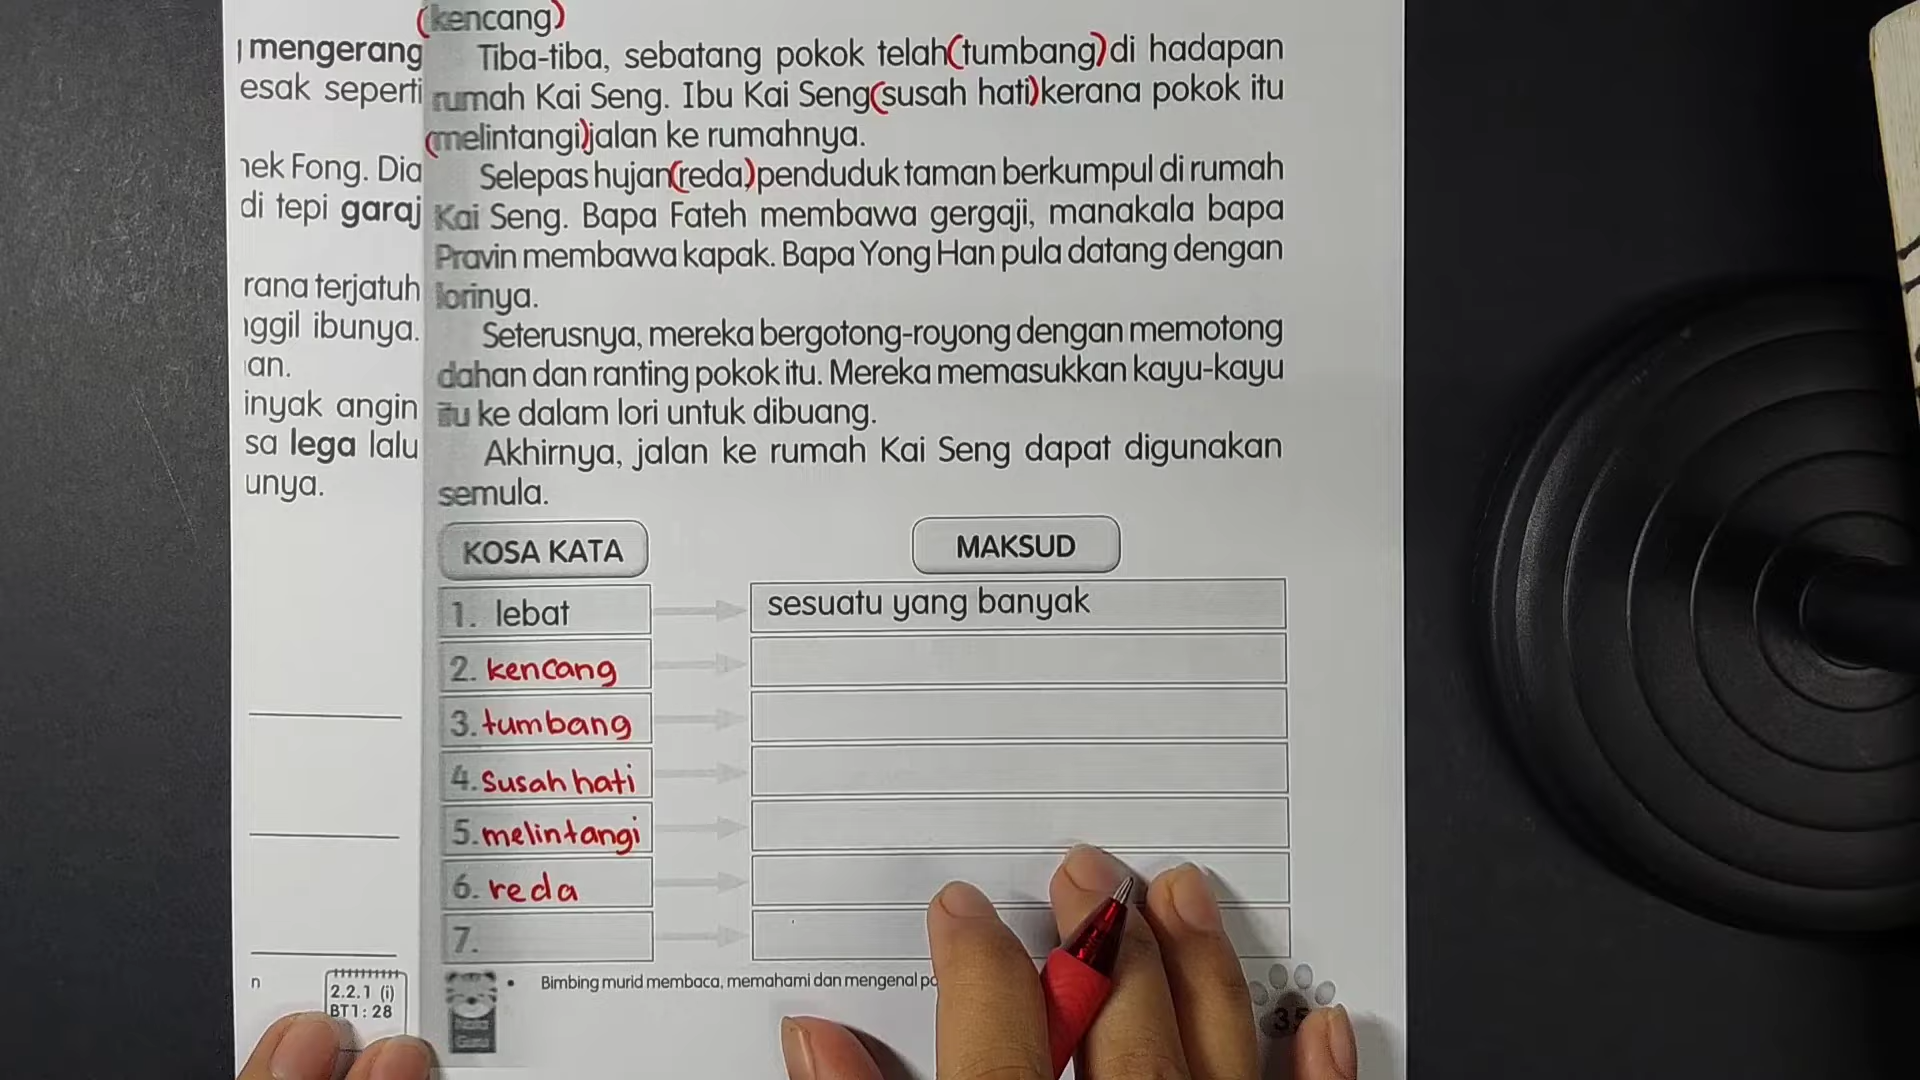 mengerang
esak seperti
nek Fong. Dia
di tepi garaj
rana terjatuh
nggil ibunya.
an.
inyak angin
sa lega lalu
unya.
n
2.2.1 (i)
BT1 : 28
(kencang)
Tiba-tiba, sebatang pokok telah (tumbang) di hadapan
rumah Kai Seng. Ibu Kai Seng (susah hati) kerana pokok itu
(melintangi) jalan ke rumahnya.
Selepas hujan (reda) penduduk taman berkumpul di rumah
Kai Seng. Bapa Fateh membawa gergaji, manakala bapa
Pravin membawa kapak. Bapa Yong Han pula datang dengan
lorinya.
Seterusnya, mereka bergotong-royong dengan memotong
dahan dan ranting pokok itu. Mereka memasukkan kayu-kayu
itu ke dalam lori untuk dibuang.
Akhirnya, jalan ke rumah Kai Seng dapat digunakan
semula.
KOSA KATA MAKSUD
1. lebat sesuatu yang banyak
2. kencang
3. tumbang
4. Susah hati
5. melintangi
6. reda
7.
• Bimbing murid membaca, memahami dan mengenal
Nota
Guru